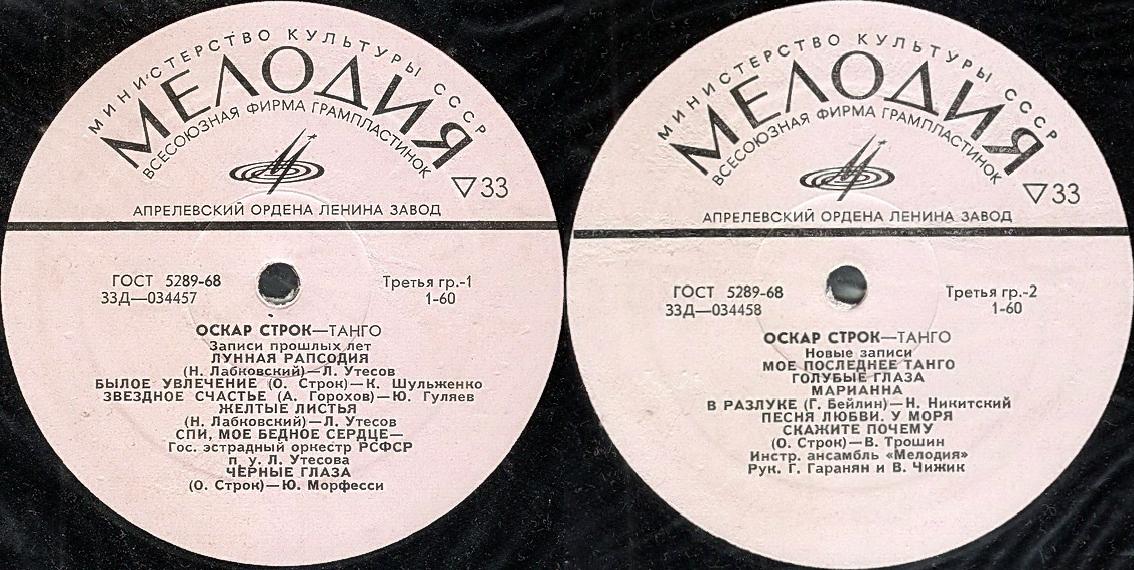 МИНИСТЕРСТВО КУЛЬТУРЫ СССР
МЕЛОДИЯ
ВСЕСОЮЗНАЯ ФИРМА ГРАМПЛАСТИНОК
33
АПРЕЛЕВСКИЙ ОРДЕНА ЛЕНИНА ЗАВОД
ГОСТ 5289-68
33Д—034457
Третья гр.-1
1-60
ОСКАР СТРОК—ТАНГО
Записи прошлых лет
ЛУННАЯ РАПСОДИЯ
(Н. Лабковский)—Л. Утесов
БЫЛОЕ УВЛЕЧЕНИЕ (О. Строк)—К. Шульженко
ЗВЕЗДНОЕ СЧАСТЬЕ (А. Горохов)—Ю. Гуляев
ЖЕЛТЫЕ ЛИСТЬЯ
(Н. Лабковский)—Л. Утесов
СПИ, МОЕ БЕДНОЕ СЕРДЦЕ—
Гос. эстрадный оркестр РСФСР
п у. Л. Утесова
ЧЕРНЫЕ ГЛАЗА
(О. Строк)—Ю. Морфесси
МИНИСТЕРСТВО КУЛЬТУРЫ СССР
МЕЛОДИЯ
ВСЕСОЮЗНАЯ ФИРМА ГРАМПЛАСТИНОК
33
АПРЕЛЕВСКИЙ ОРДЕНА ЛЕНИНА ЗАВОД
ГОСТ 5289-68
33Д—034458
Третья гр.-2
1-60
ОСКАР СТРОК—ТАНГО
Новые записи
МОЕ ПОСЛЕДНЕЕ ТАНГО
ГОЛУБЫЕ ГЛАЗА
МАРИАННА
В РАЗЛУКЕ (Г. Бейлин)—Н. Никитский
ПЕСНЯ ЛЮБВИ. У МОРЯ
СКАЖИТЕ ПОЧЕМУ
(О. Строк)—В. Трошин
Инстр. ансамбль «Мелодия»
Рук. Г. Гаранян и В. Чижик